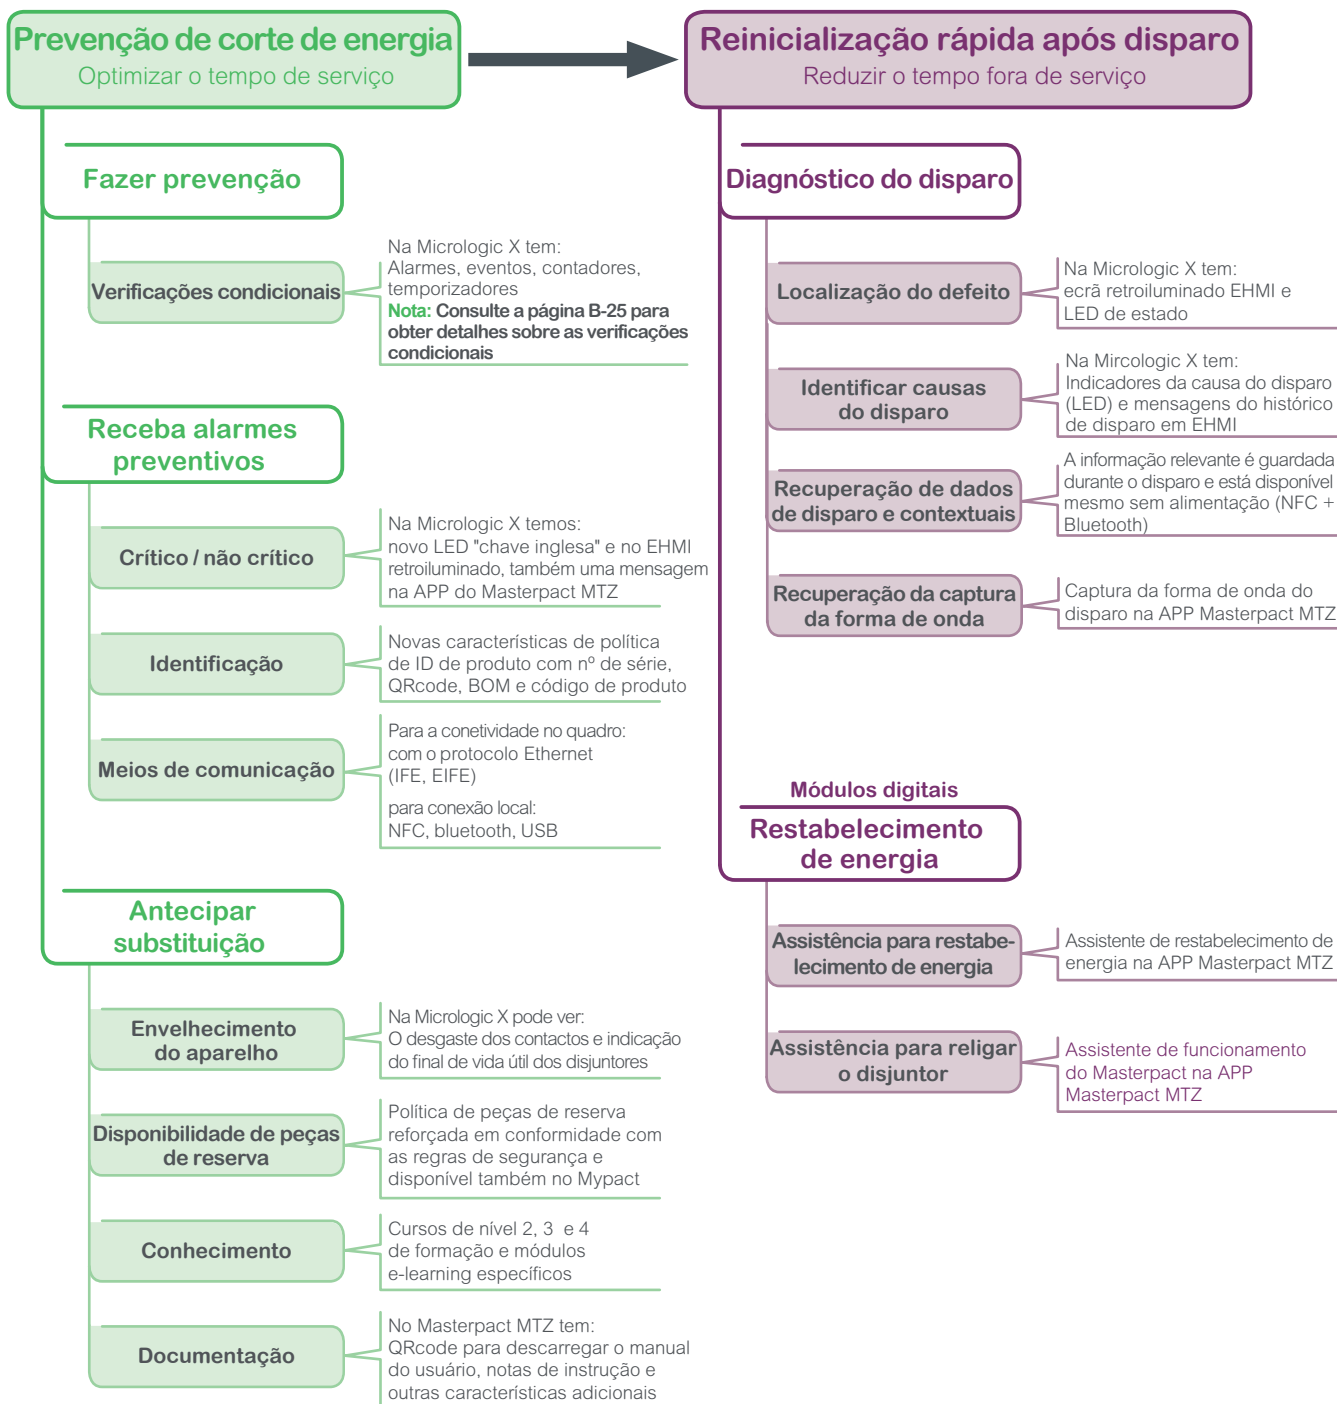 Prevenção de corte de energia
Optimizar o tempo de serviço
Fazer prevenção
Verificações condicionais
Na Micrologic X tem:
Alarmes, eventos, contadores,
temporizadores
Nota: Consulte a página B-25 para
obter detalhes sobre as verificações
condicionais
Receba alarmes
preventivos
Crítico / não crítico
Na Micrologic X temos:
novo LED "chave inglesa" e no EHMI
retroiluminado, também uma mensagem
na APP do Masterpact MTZ
Identificação
Novas características de política
de ID de produto com nº de série,
QRcode, BOM e código de produto
Meios de comunicação
Para a conetividade no quadro:
com o protocolo Ethernet
(IFE, EIFE)
para conexão local:
NFC, bluetooth, USB
Antecipar
substituição
Envelhecimento
do aparelho
Na Micrologic X pode ver:
O desgaste dos contactos e indicação
do final de vida útil dos disjuntores
Disponibilidade de peças
de reserva
Política de peças de reserva
reforçada em conformidade com
as regras de segurança e
disponível também no Mypact
Conhecimento
Cursos de nível 2, 3 e 4
de formação e módulos
e-learning específicos
Documentação
No Masterpact MTZ tem:
QRcode para descarregar o manual
do usuário, notas de instrução e
outras características adicionais
Reinicialização rápida após disparo
Reduzir o tempo fora de serviço
Diagnóstico do disparo
Localização do defeito
Na Micrologic X tem:
ecrã retroiluminado EHMI e
LED de estado
Identificar causas
do disparo
Na Mircologic X tem:
Indicadores da causa do disparo
(LED) e mensagens do histórico
de disparo em EHMI
Recuperação de dados
de disparo e contextuais
A informação relevante é guardada
durante o disparo e está disponível
mesmo sem alimentação (NFC +
Bluetooth)
Recuperação da captura
da forma de onda
Captura da forma de onda do
disparo na APP Masterpact MTZ
Módulos digitais
Restabelecimento
de energia
Assistência para restabe-
lecimento de energia
Assistente de restabelecimento de
energia na APP Masterpact MTZ
Assistência para religar
o disjuntor
Assistente de funcionamento
do Masterpact na APP
Masterpact MTZ